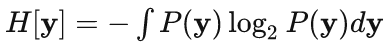 H[𝐲] = − ∫ P(𝐲) log₂ P(𝐲)d𝐲